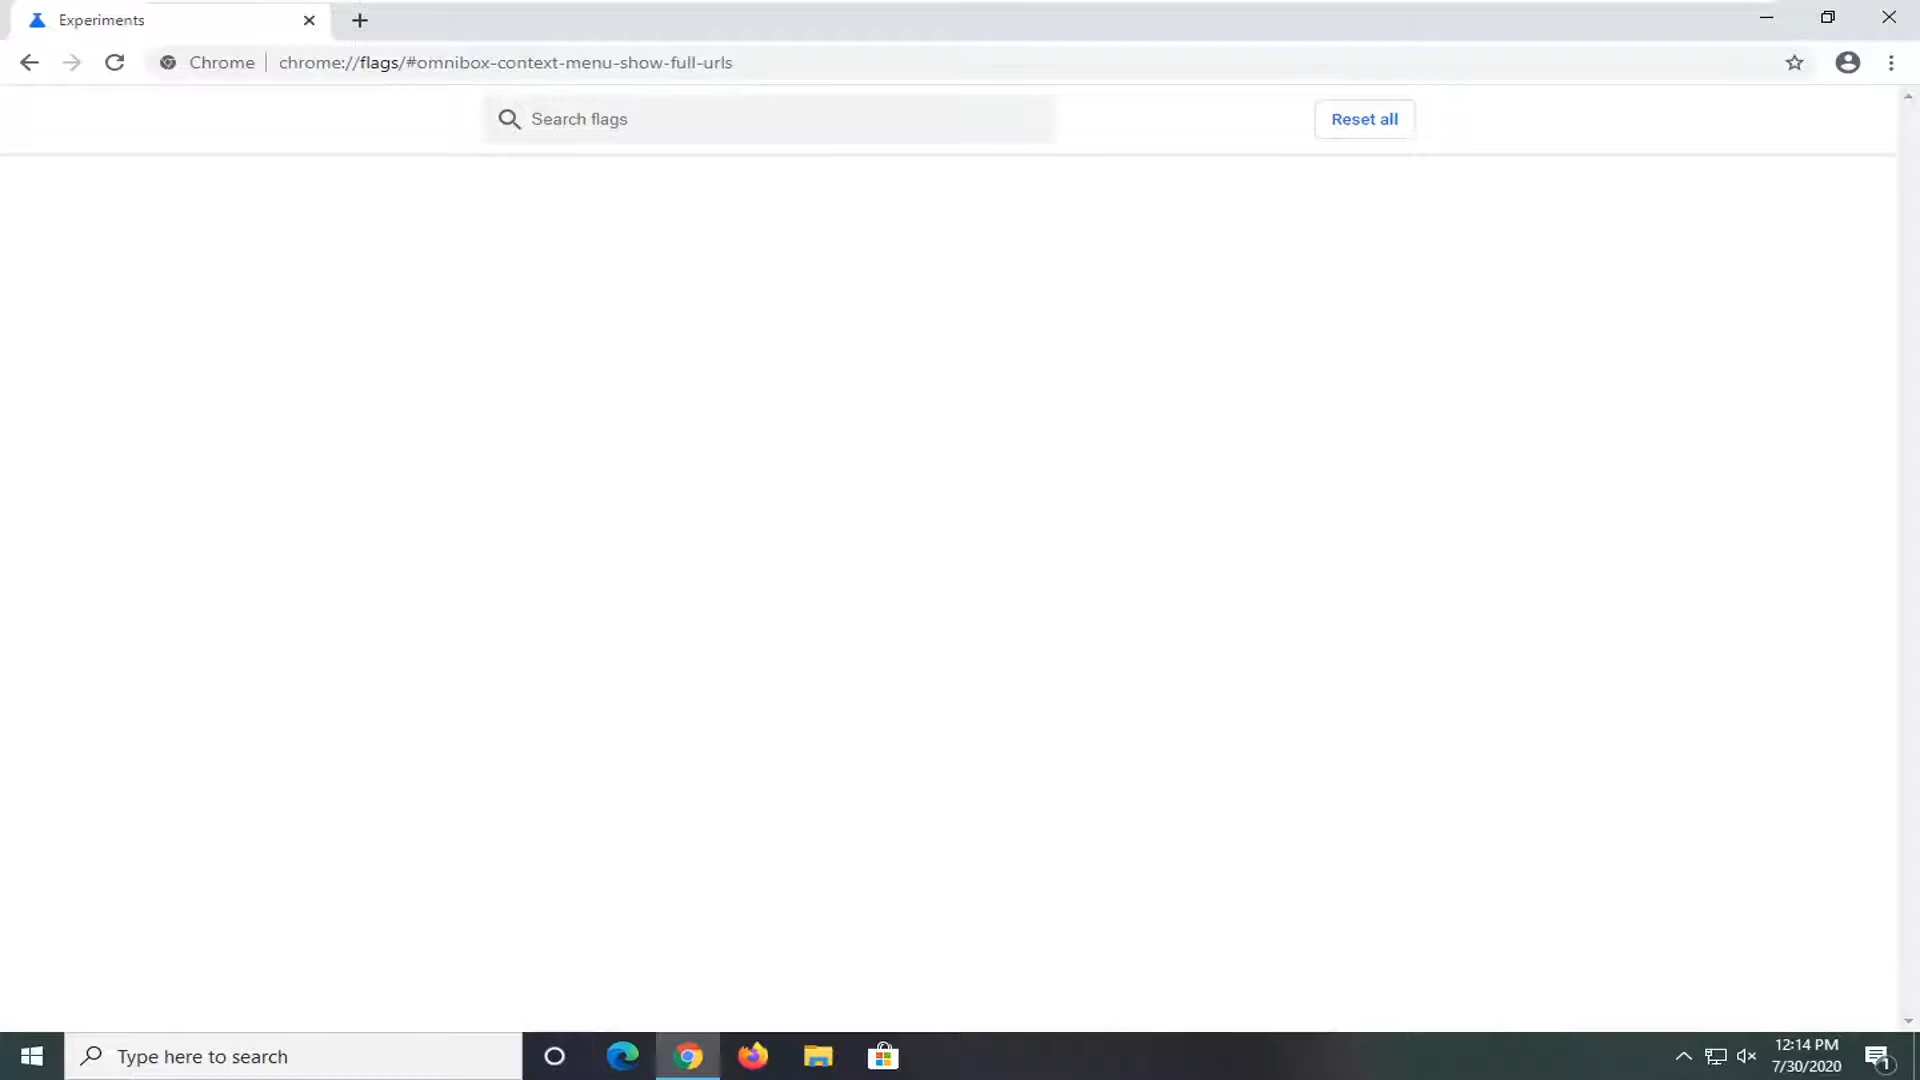 Experiments
Chrome
chrome://flags/#omnibox-context-menu-show-full-urls
Search flags
Reset all
Type here to search
12:14 PM
7/30/2020
1